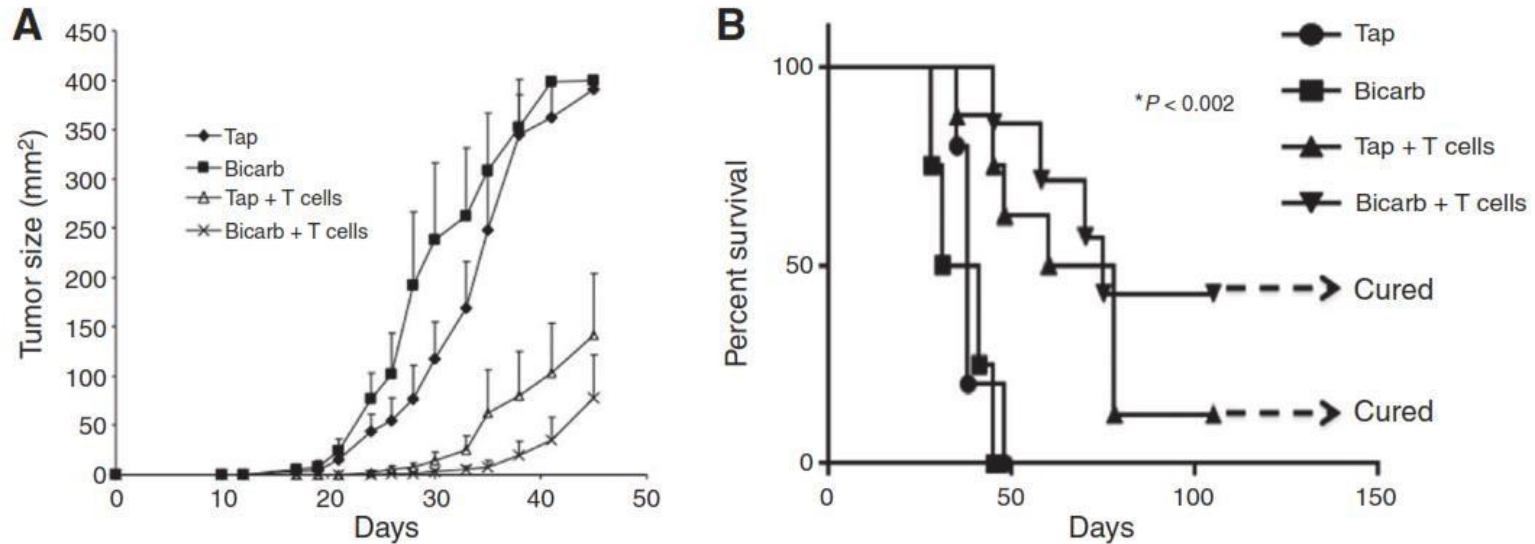 A
Tumor size (mm²)
450
400
350
300
250
200
150
100
50
0
Tap
Bicarb
Tap + T cells
Bicarb + T cells
0 10 20 30 40 50
Days
B
Percent survival
100
50
0
*P < 0.002
Tap
Bicarb
Tap + T cells
Bicarb + T cells
Cured
Cured
0 50 100 150
Days